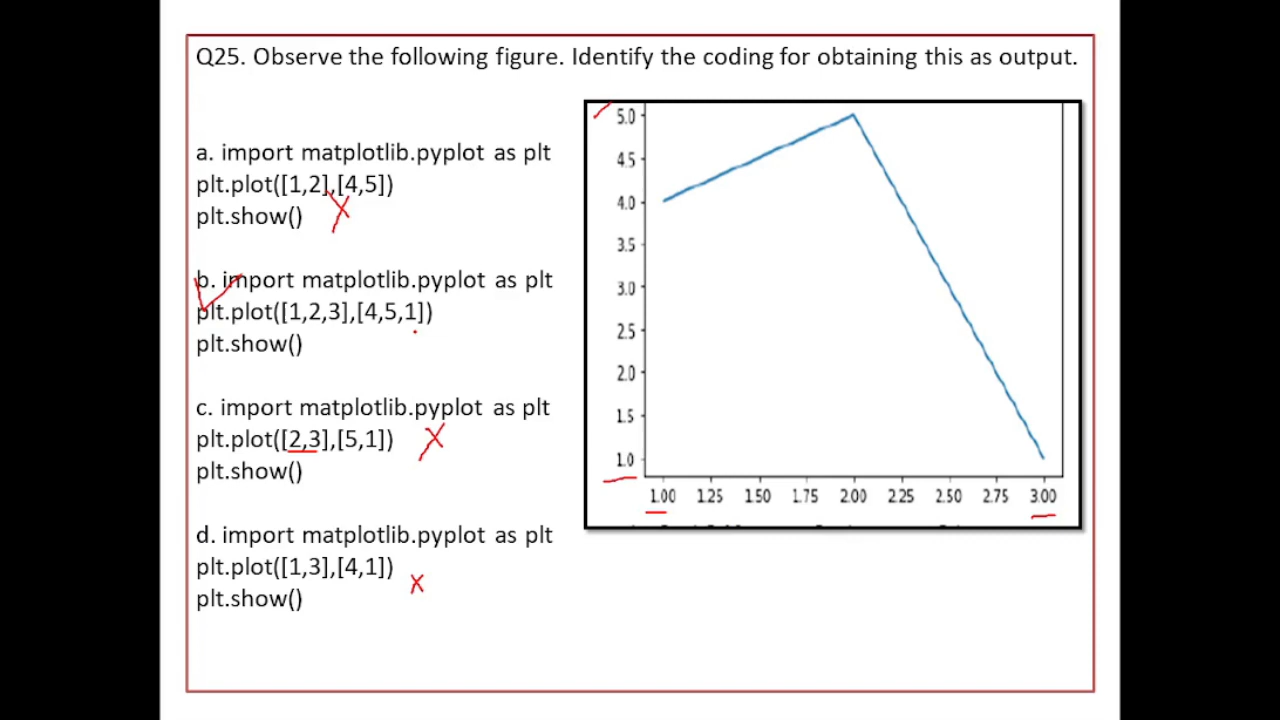 Q25. Observe the following figure. Identify the coding for obtaining this as output.
a. import matplotlib.pyplot as plt
plt.plot([1,2],[4,5])
plt.show()
b. import matplotlib.pyplot as plt
plt.plot([1,2,3],[4,5,1])
plt.show()
c. import matplotlib.pyplot as plt
plt.plot([2,3],[5,1])
plt.show()
d. import matplotlib.pyplot as plt
plt.plot([1,3],[4,1])
plt.show()
5.0
4.5
4.0
3.5
3.0
2.5
2.0
1.5
1.0
1.00 1.25 1.50 1.75 2.00 2.25 2.50 2.75 3.00